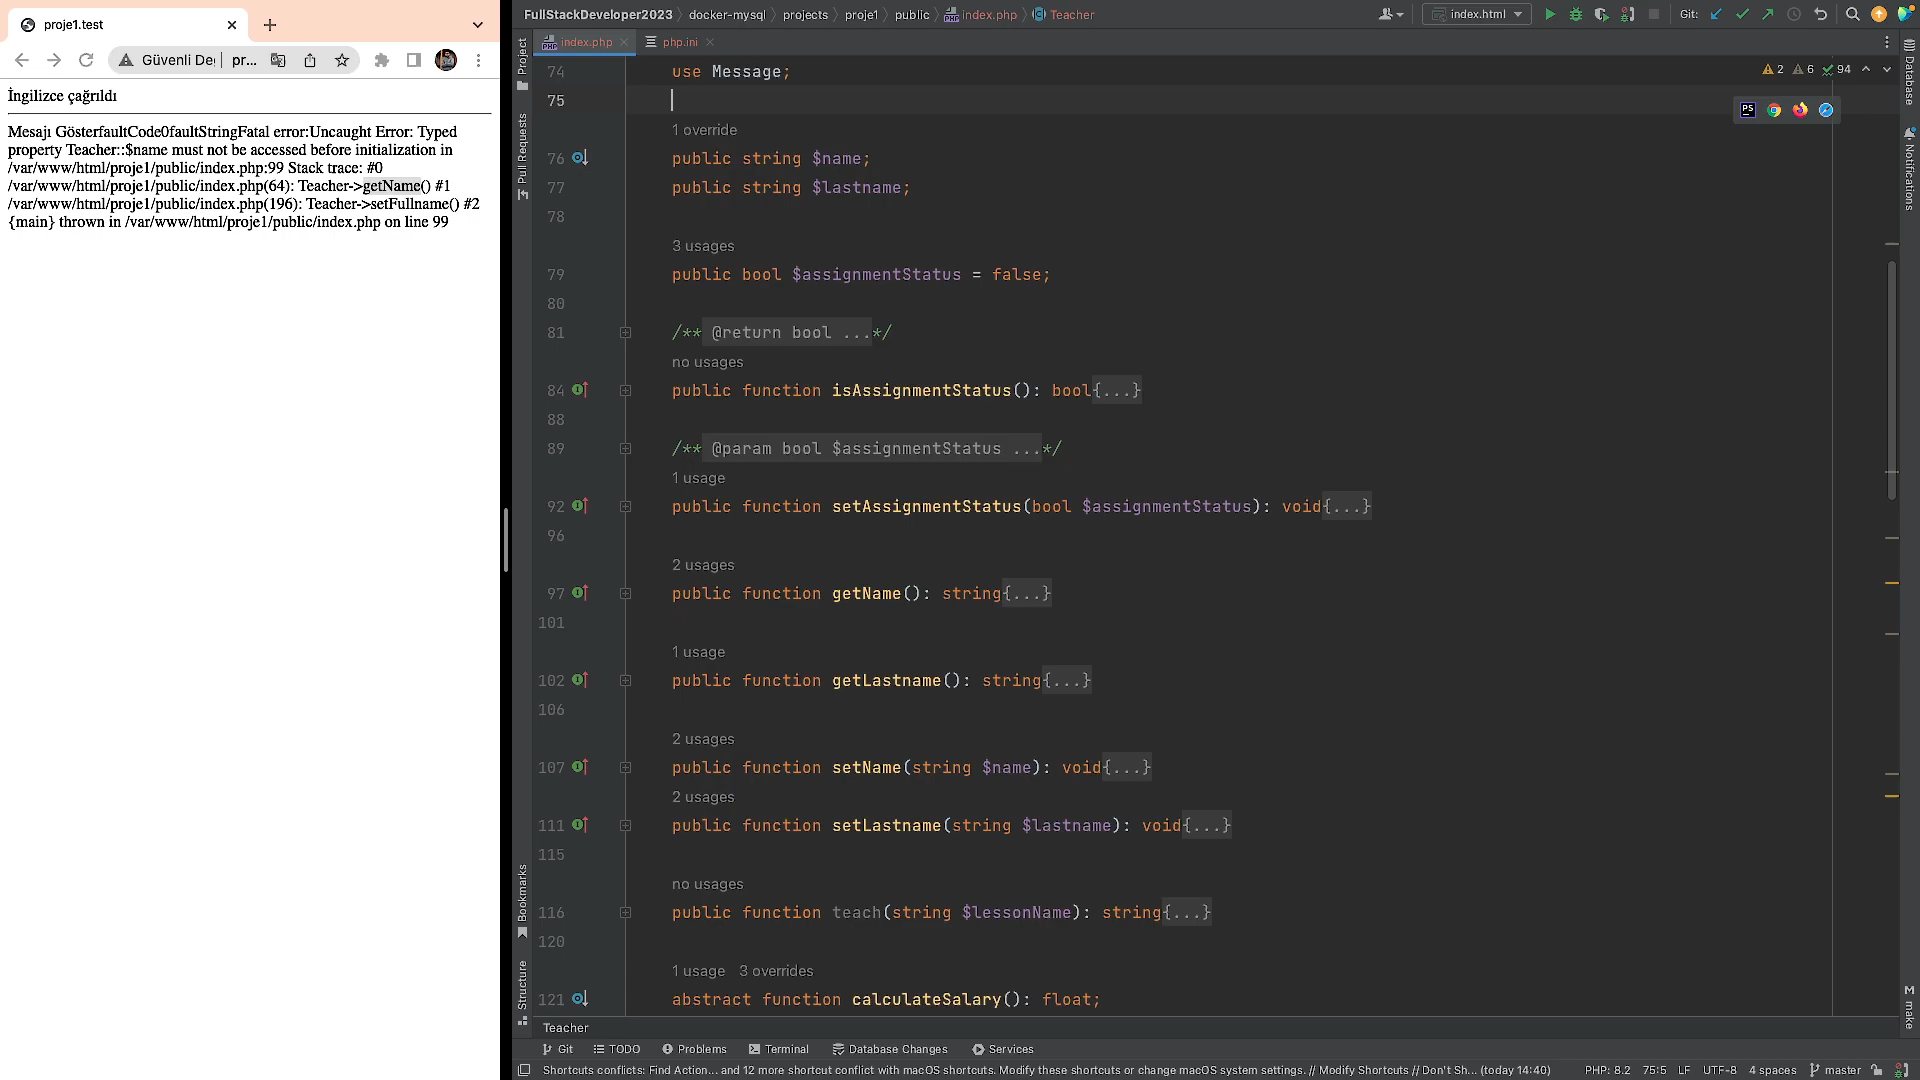 proje1.test
Güvenli De
pr...
İngilizce çağrıldı
Mesajı GösterfaultCode0faultStringFatal error:Uncaught Error: Typed
property Teacher::$name must not be accessed before initialization in
/var/www/html/proje1/public/index.php:99 Stack trace: #0
/var/www/html/proje1/public/index.php(64): Teacher->getName() #1
/var/www/html/proje1/public/index.php(196): Teacher->setFullname() #2
{main} thrown in /var/www/html/proje1/public/index.php on line 99
FullStackDeveloper2023 docker-mysql projects proje1 public index.php Teacher
index.html
Git:
index.php
php.ini
Project
Pull Requests
Bookmarks
Structure
2 6 94
PS
74 use Message;
75
1 override
76 public string $name;
77 public string $lastname;
78
3 usages
79 public bool $assignmentStatus = false;
80
81 /** @return bool ...*/
no usages
84 public function isAssignmentStatus(): bool{...}
88
89 /** @param bool $assignmentStatus ...*/
1 usage
92 public function setAssignmentStatus(bool $assignmentStatus): void{...}
96
2 usages
97 public function getName(): string{...}
101
1 usage
102 public function getLastname(): string{...}
106
2 usages
107 public function setName(string $name): void{...}
2 usages
111 public function setLastname(string $lastname): void{...}
115
no usages
116 public function teach(string $lessonName): string{...}
120
1 usage 3 overrides
121 abstract function calculateSalary(): float;
Teacher
Database
Notifications
M make
Git TODO Problems Terminal Database Changes Services
Shortcuts conflicts: Find Action... and 12 more shortcut conflict with macOS shortcuts. Modify these shortcuts or change macOS system settings. // Modify Shortcuts // Don't Sh... (today 14:40)
PHP: 8.2 75:5 LF UTF-8 4 spaces master